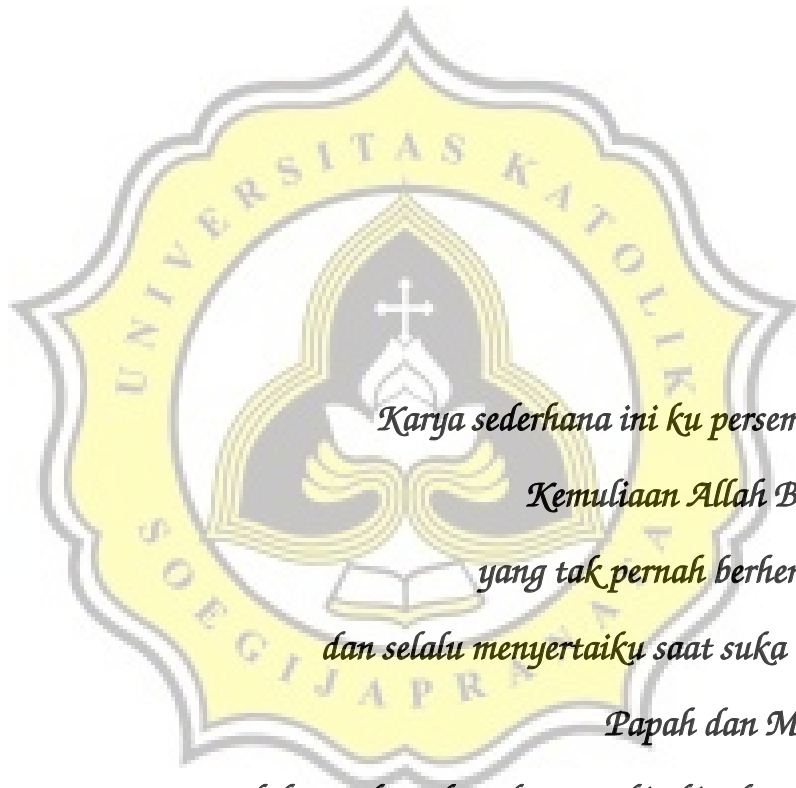 UNIVERSITAS KATOLIK
SOEGIJAPRANATA
Karya sederhana ini ku persem
Kemuliaan Allah B
yang tak pernah berhen
dan selalu menyertaiku saat suka
Papah dan M